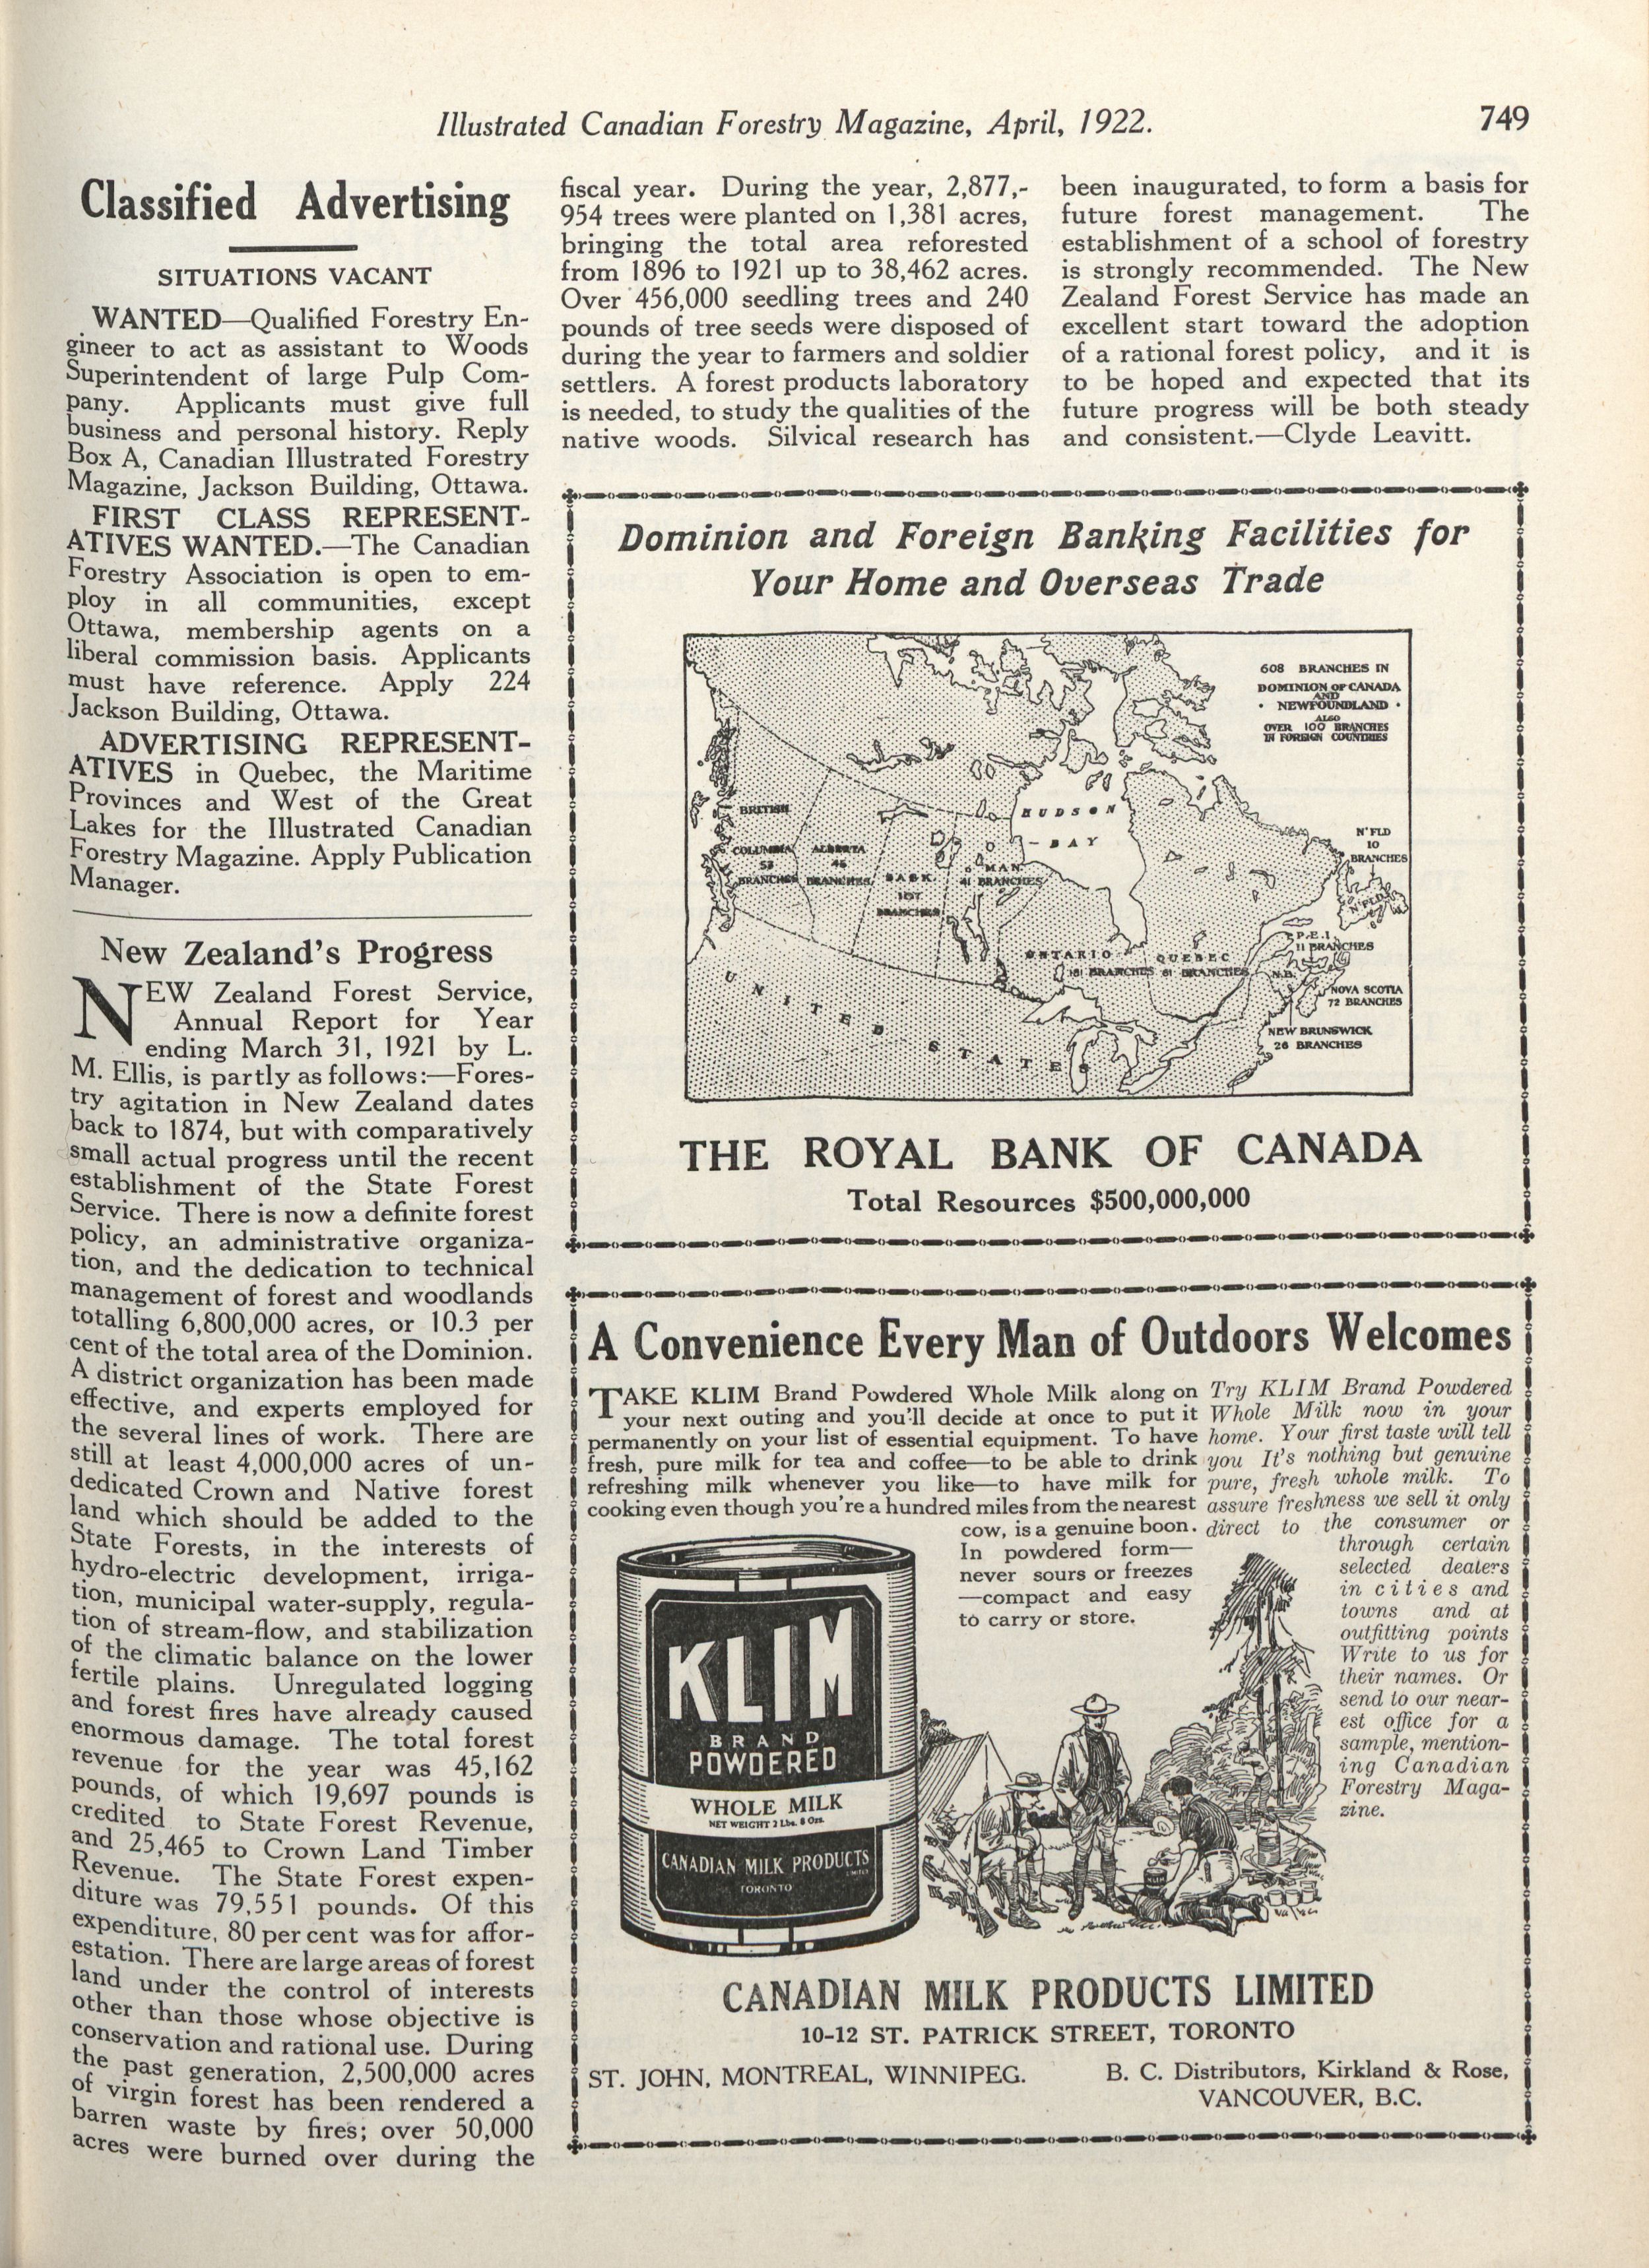 Illustrated Canadian Forestry Magazine, April, 1922.
749
Classified Advertising
SITUATIONS VACANT
WANTED—Qualified Forestry En-
gineer to act as assistant to Woods
Superintendent of large Pulp Com-
pany. Applicants must give full
business and personal history. Reply
Box A, Canadian Illustrated Forestry
Magazine, Jackson Building, Ottawa.
FIRST CLASS REPRESENT-
ATIVES WANTED.—The Canadian
Forestry Association is open to em-
ploy in all communities, except
Ottawa, membership agents on a
liberal commission basis. Applicants
must have reference. Apply 224
Jackson Building, Ottawa.
ADVERTISING REPRESENT-
ATIVES in Quebec, the Maritime
Provinces and West of the Great
Lakes for the Illustrated Canadian
Forestry Magazine. Apply Publication
Manager.
New Zealand's Progress
NEW Zealand Forest Service,
Annual Report for Year
ending March 31, 1921 by L.
M. Ellis, is partly as follows:—Fores-
try agitation in New Zealand dates
back to 1874, but with comparatively
small actual progress until the recent
establishment of the State Forest
Service. There is now a definite forest
policy, an administrative organiza-
tion, and the dedication to technical
management of forest and woodlands
totalling 6,800,000 acres, or 10.3 per
cent of the total area of the Dominion.
A district organization has been made
effective, and experts employed for
the several lines of work. There are
still at least 4,000,000 acres of un-
dedicated Crown and Native forest
land which should be added to the
State Forests, in the interests of
hydro-electric development, irriga-
tion, municipal water-supply, regula-
tion of stream-flow, and stabilization
of the climatic balance on the lower
fertile plains. Unregulated logging
and forest fires have already caused
enormous damage. The total forest
revenue for the year was 45,162
pounds, of which 19,697 pounds is
credited to State Forest Revenue,
and 25,465 to Crown Land Timber
Revenue. The State Forest expen-
diture was 79,551 pounds. Of this
expenditure, 80 per cent was for affor-
estation. There are large areas of forest
land under the control of interests
other than those whose objective is
conservation and rational use. During
the past generation, 2,500,000 acres
of virgin forest has been rendered a
barren waste by fires; over 50,000
acres were burned over during the
fiscal year. During the year, 2,877,-
954 trees were planted on 1,381 acres,
bringing the total area reforested
from 1896 to 1921 up to 38,462 acres.
Over 456,000 seedling trees and 240
pounds of tree seeds were disposed of
during the year to farmers and soldier
settlers. A forest products laboratory
is needed, to study the qualities of the
native woods. Silvical research has
been inaugurated, to form a basis for
future forest management. The
establishment of a school of forestry
is strongly recommended. The New
Zealand Forest Service has made an
excellent start toward the adoption
of a rational forest policy, and it is
to be hoped and expected that its
future progress will be both steady
and consistent.—Clyde Leavitt.
Dominion and Foreign Banking Facilities for
Your Home and Overseas Trade
608 BRANCHES IN
DOMINION OF CANADA
AND
• NEWFOUNDLAND •
ALSO
OVER 100 BRANCHES
IN FOREIGN COUNTRIES
HUDSON
BAY
BRITISH
COLUMBIA
BRANCHES
ALBERTA
BRANCHES
SASK.
107
BRANCHES
MAN.
41 BRANCHES
N'FLD
10
BRANCHES
N'FLD
P.E.I.
11 BRANCHES
ONTARIO
BRANCHES
QUEBEC
BRANCHES
N.B.
NOVA SCOTIA
72 BRANCHES
NEW BRUNSWICK
26 BRANCHES
UNITED STATES
THE ROYAL BANK OF CANADA
Total Resources $500,000,000
A Convenience Every Man of Outdoors Welcomes
TAKE KLIM Brand Powdered Whole Milk along on
your next outing and you'll decide at once to put it
permanently on your list of essential equipment. To have
fresh, pure milk for tea and coffee—to be able to drink
refreshing milk whenever you like—to have milk for
cooking even though you're a hundred miles from the nearest
cow, is a genuine boon.
In powdered form—
never sours or freezes
—compact and easy
to carry or store.
Try KLIM Brand Powdered
Whole Milk now in your
home. Your first taste will tell
you It's nothing but genuine
pure, fresh whole milk. To
assure freshness we sell it only
direct to the consumer or
through certain
selected dealers
in cities and
towns and at
outfitting points
Write to us for
their names. Or
send to our near-
est office for a
sample, mention-
ing Canadian
Forestry Maga-
zine.
KLIM
BRAND
POWDERED
WHOLE MILK
NET WEIGHT 2 Lbs. 8 Ozs.
CANADIAN MILK PRODUCTS
LIMITED
TORONTO
CANADIAN MILK PRODUCTS LIMITED
10-12 ST. PATRICK STREET, TORONTO
ST. JOHN, MONTREAL, WINNIPEG.
B. C. Distributors, Kirkland & Rose,
VANCOUVER, B.C.